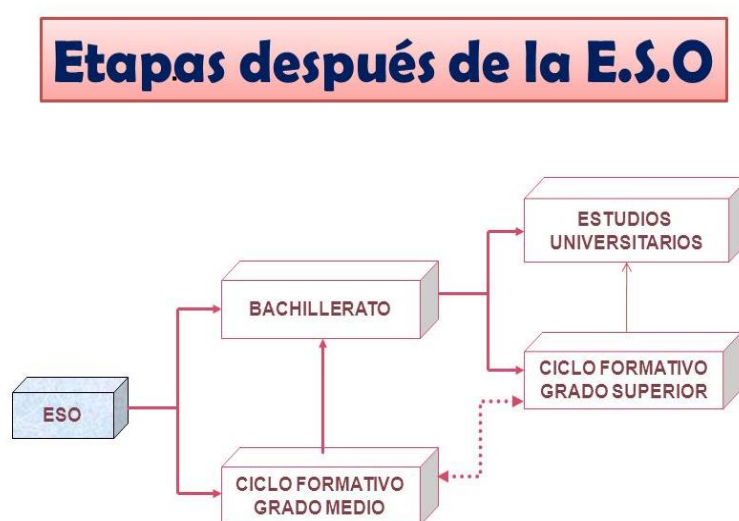 Etapas después de la E.S.O
ESTUDIOS
UNIVERSITARIOS
BACHILLERATO
CICLO FORMATIVO
GRADO SUPERIOR
ESO
CICLO FORMATIVO
GRADO MEDIO